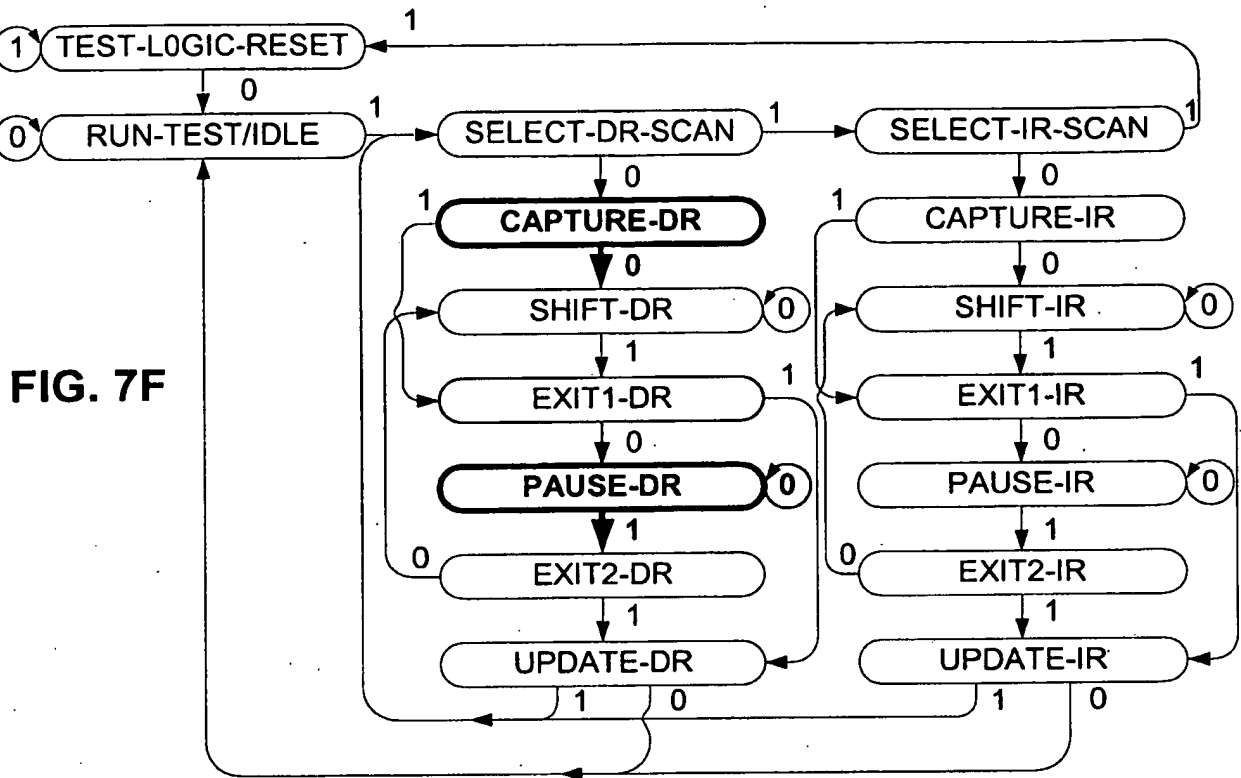 1
1 TEST-L0GIC-RESET
0
0 RUN-TEST/IDLE 1 SELECT-DR-SCAN 1 SELECT-IR-SCAN 1
0 0
1 CAPTURE-DR 1 CAPTURE-IR
0 0
SHIFT-DR 0 SHIFT-IR 0
1 1
FIG. 7F
EXIT1-DR 1 EXIT1-IR 1
0 0
PAUSE-DR 0 PAUSE-IR 0
1 1
0 EXIT2-DR 0 EXIT2-IR
1 1
UPDATE-DR UPDATE-IR
1 0 1 0